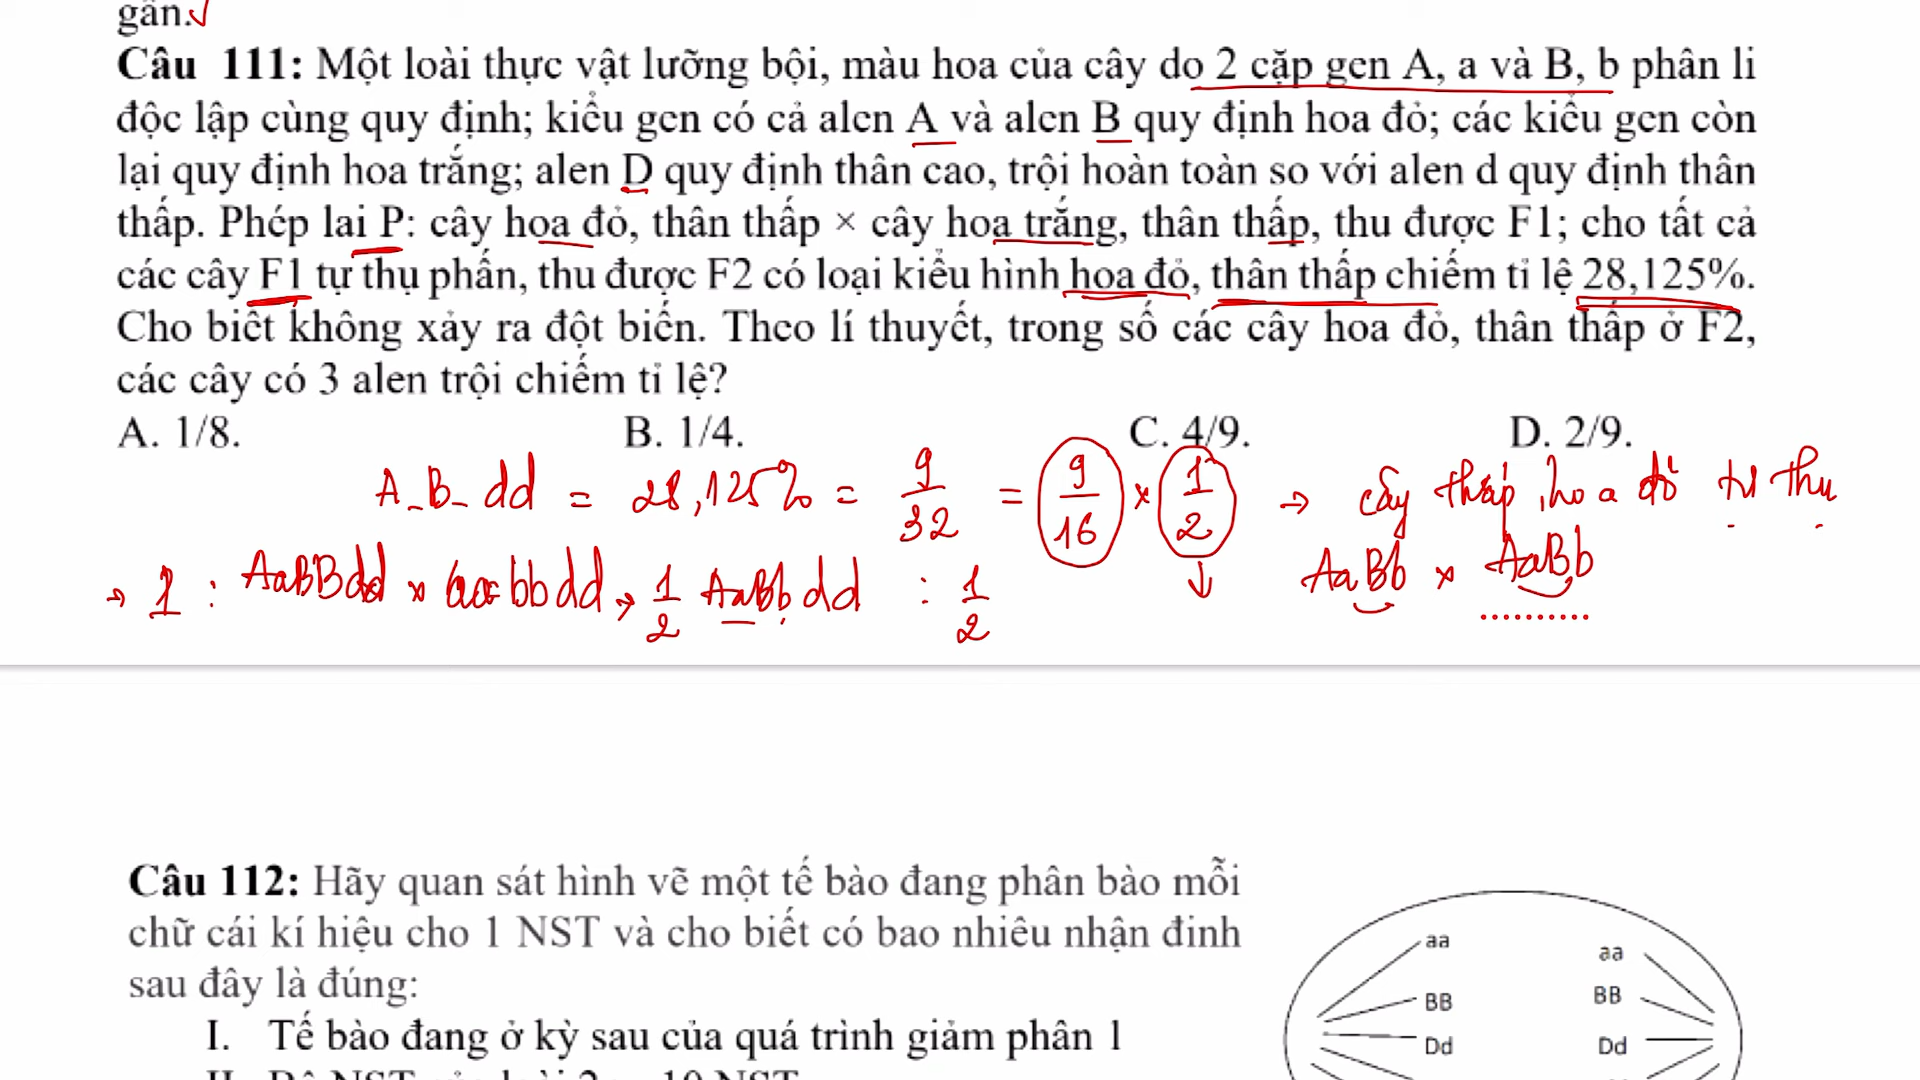 gần.✓
Câu 111: Một loài thực vật lưỡng bội, màu hoa của cây do 2 cặp gen A, a và B, b phân li
độc lập cùng quy định; kiểu gen có cả alen A và alen B quy định hoa đỏ; các kiểu gen còn
lại quy định hoa trắng; alen D quy định thân cao, trội hoàn toàn so với alen d quy định thân
thấp. Phép lai P: cây hoa đỏ, thân thấp × cây hoa trắng, thân thấp, thu được F1; cho tất cả
các cây F1 tự thụ phấn, thu được F2 có loại kiểu hình hoa đỏ, thân thấp chiếm tỉ lệ 28,125%.
Cho biết không xảy ra đột biến. Theo lí thuyết, trong số các cây hoa đỏ, thân thấp ở F2,
các cây có 3 alen trội chiếm tỉ lệ?
A. 1/8. B. 1/4. C. 4/9. D. 2/9.
A_B_dd = 28,125% = 9/32 = 9/16 × 1/2 → cây thấp, hoa đỏ tự thụ
AaBb × AaBb
→ 1 : AaBBdd × aabbdd → 1/2 AaBbdd : 1/2
Câu 112: Hãy quan sát hình vẽ một tế bào đang phân bào mỗi
chữ cái kí hiệu cho 1 NST và cho biết có bao nhiêu nhận đinh
sau đây là đúng:
aa aa
BB BB
Dd Dd
I. Tế bào đang ở kỳ sau của quá trình giảm phân 1